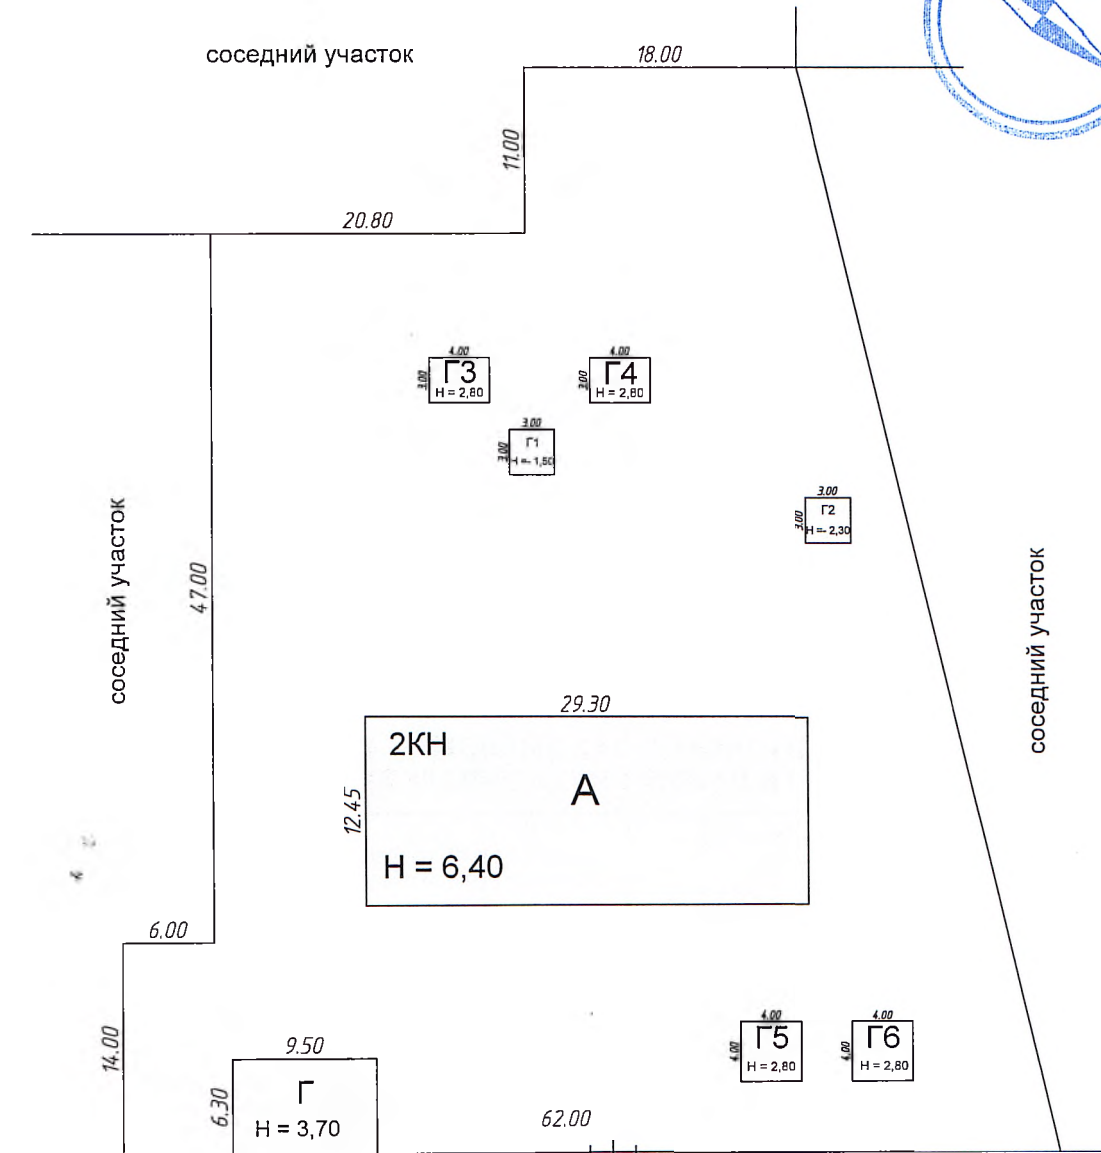 соседний участок
18.00
11.00
20.80
4.00
3.00
Г3
H = 2,80
4.00
3.00
Г4
H = 2,80
3.00
3.00
Г1
H =- 1,50
3.00
3.00
Г2
H =- 2,30
соседний участок
47.00
соседний участок
29.30
2КН
А
12.45
H = 6,40
6.00
14.00
9.50
6.30
Г
H = 3,70
4.00
4.00
Г5
H = 2,80
4.00
4.00
Г6
H = 2,80
62.00